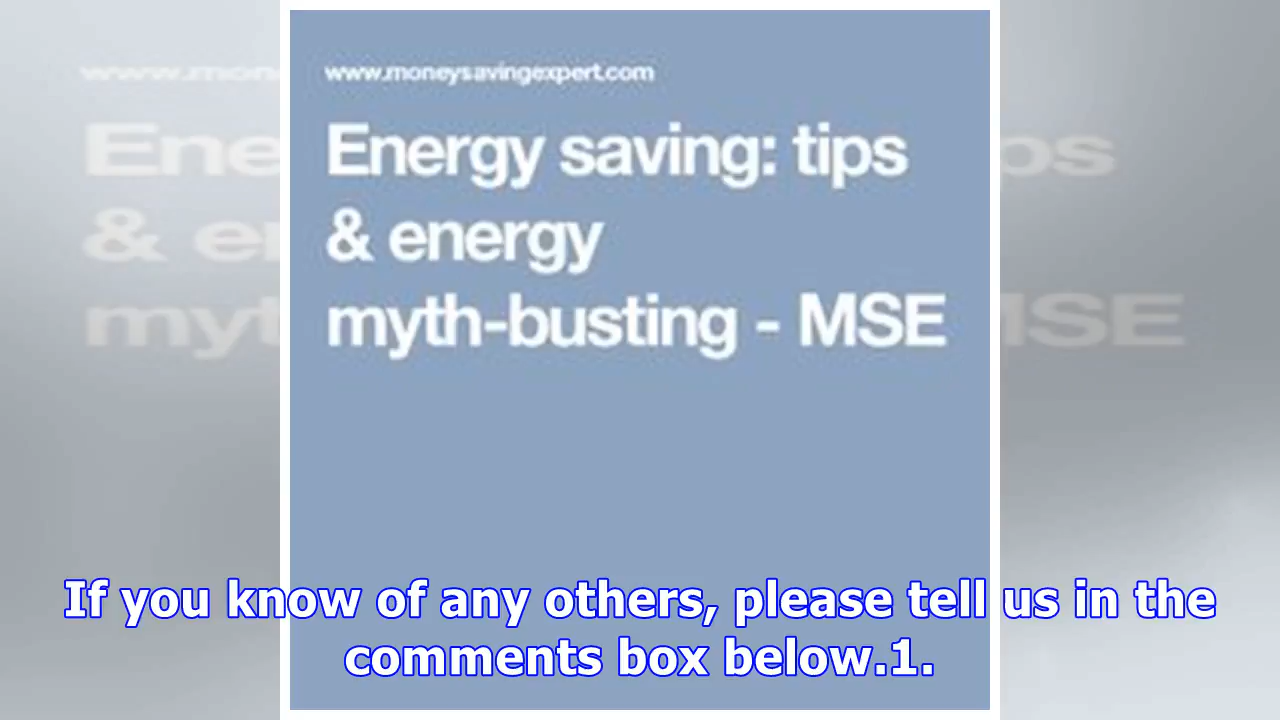 www.moneysavingexpert.com
Energy saving: tips
& energy
myth-busting - MSE
If you know of any others, please tell us in the
comments box below.1.